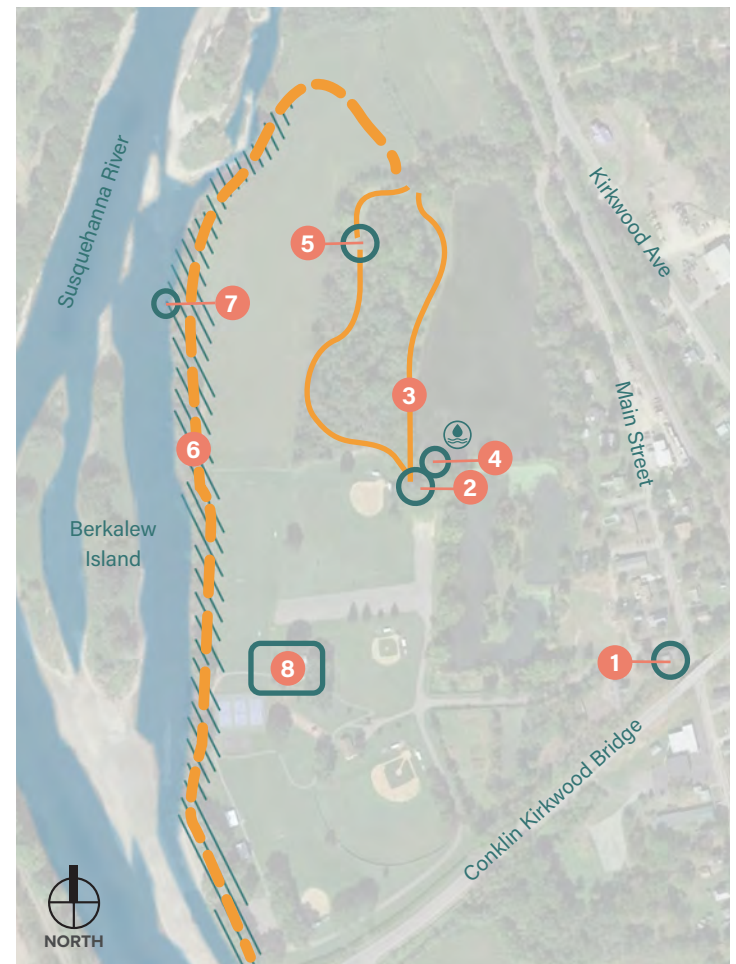 Susquehanna River
Kirkwood Ave
5
7
3
Main Street
6
4
2
Berkalew
Island
8
1
Conklin Kirkwood Bridge
NORTH